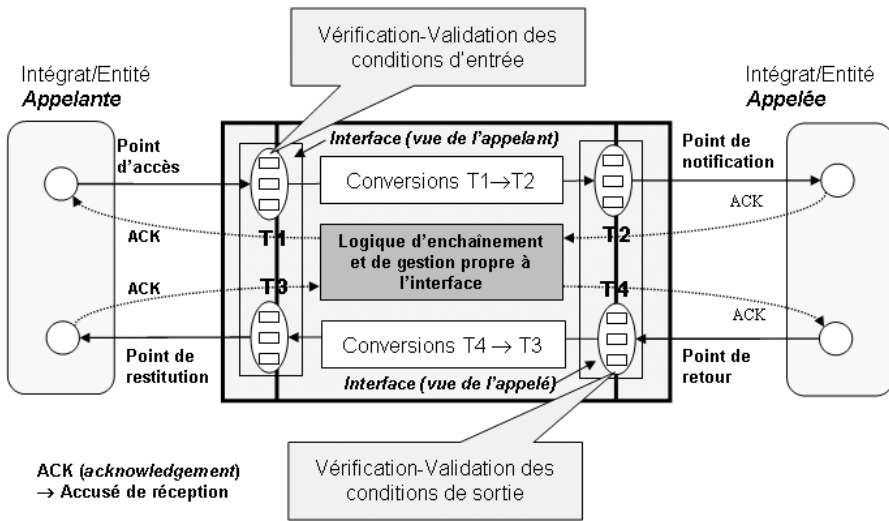 Vérification-Validation des
conditions d'entrée
Intégrat/Entité
Appelante
Intégrat/Entité
Appelée
Point
d'accès
Interface (vue de l'appelant)
Point de
notification
Conversions T1→T2
ACK
ACK
T1
T2
Logique d'enchaînement
et de gestion propre à
l'interface
ACK
T3
T4
ACK
Conversions T4 → T3
Point de
restitution
Point de
retour
Interface (vue de l'appelé)
Vérification-Validation des
conditions de sortie
ACK (acknowledgement)
→ Accusé de réception